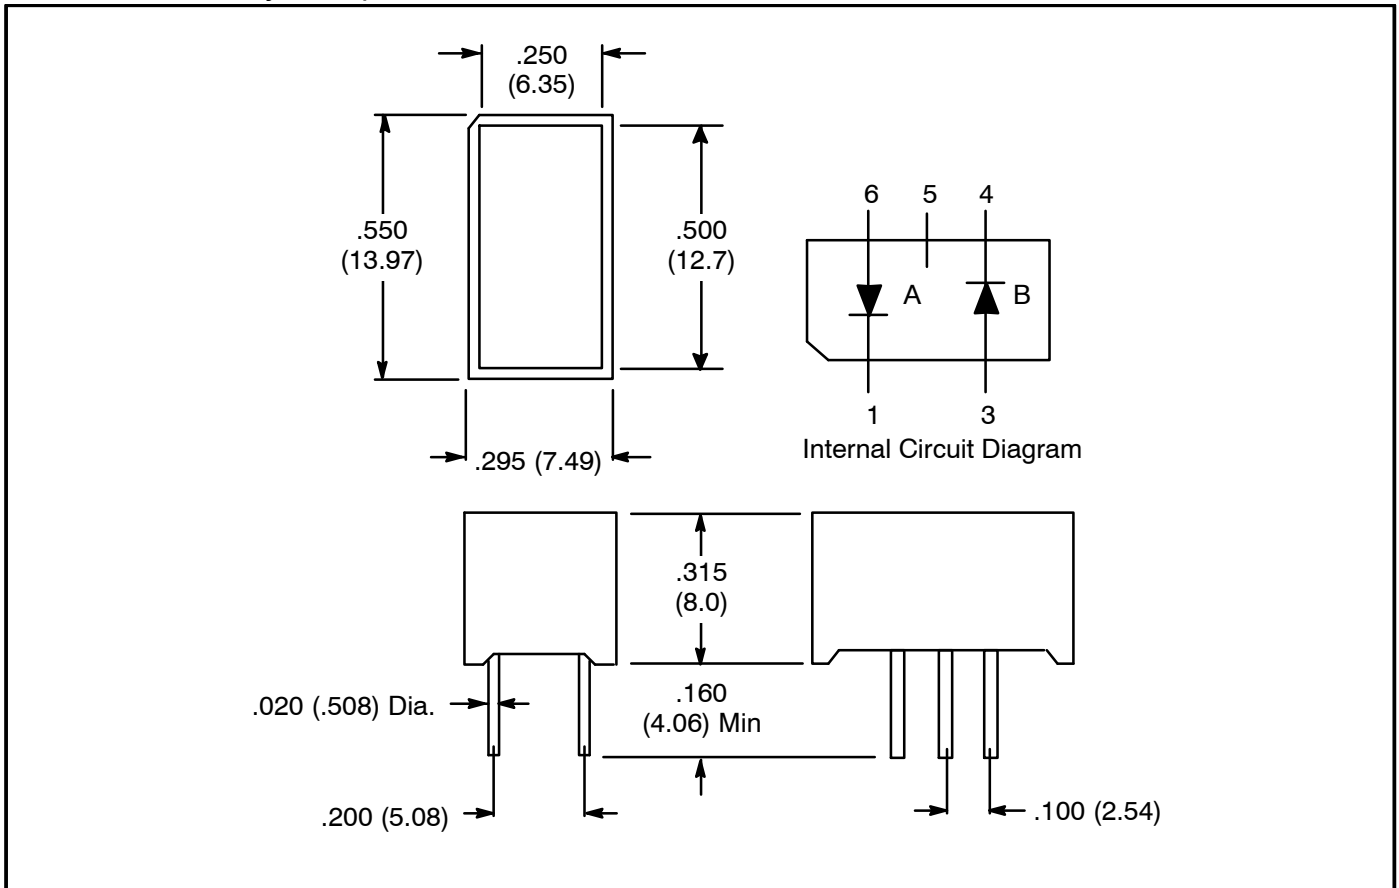 .250
(6.35)
.550
(13.97)
.500
(12.7)
6 5 4
A B
1 3
Internal Circuit Diagram
.295 (7.49)
.315
(8.0)
.020 (.508) Dia.
.160
(4.06) Min
.200 (5.08)
.100 (2.54)